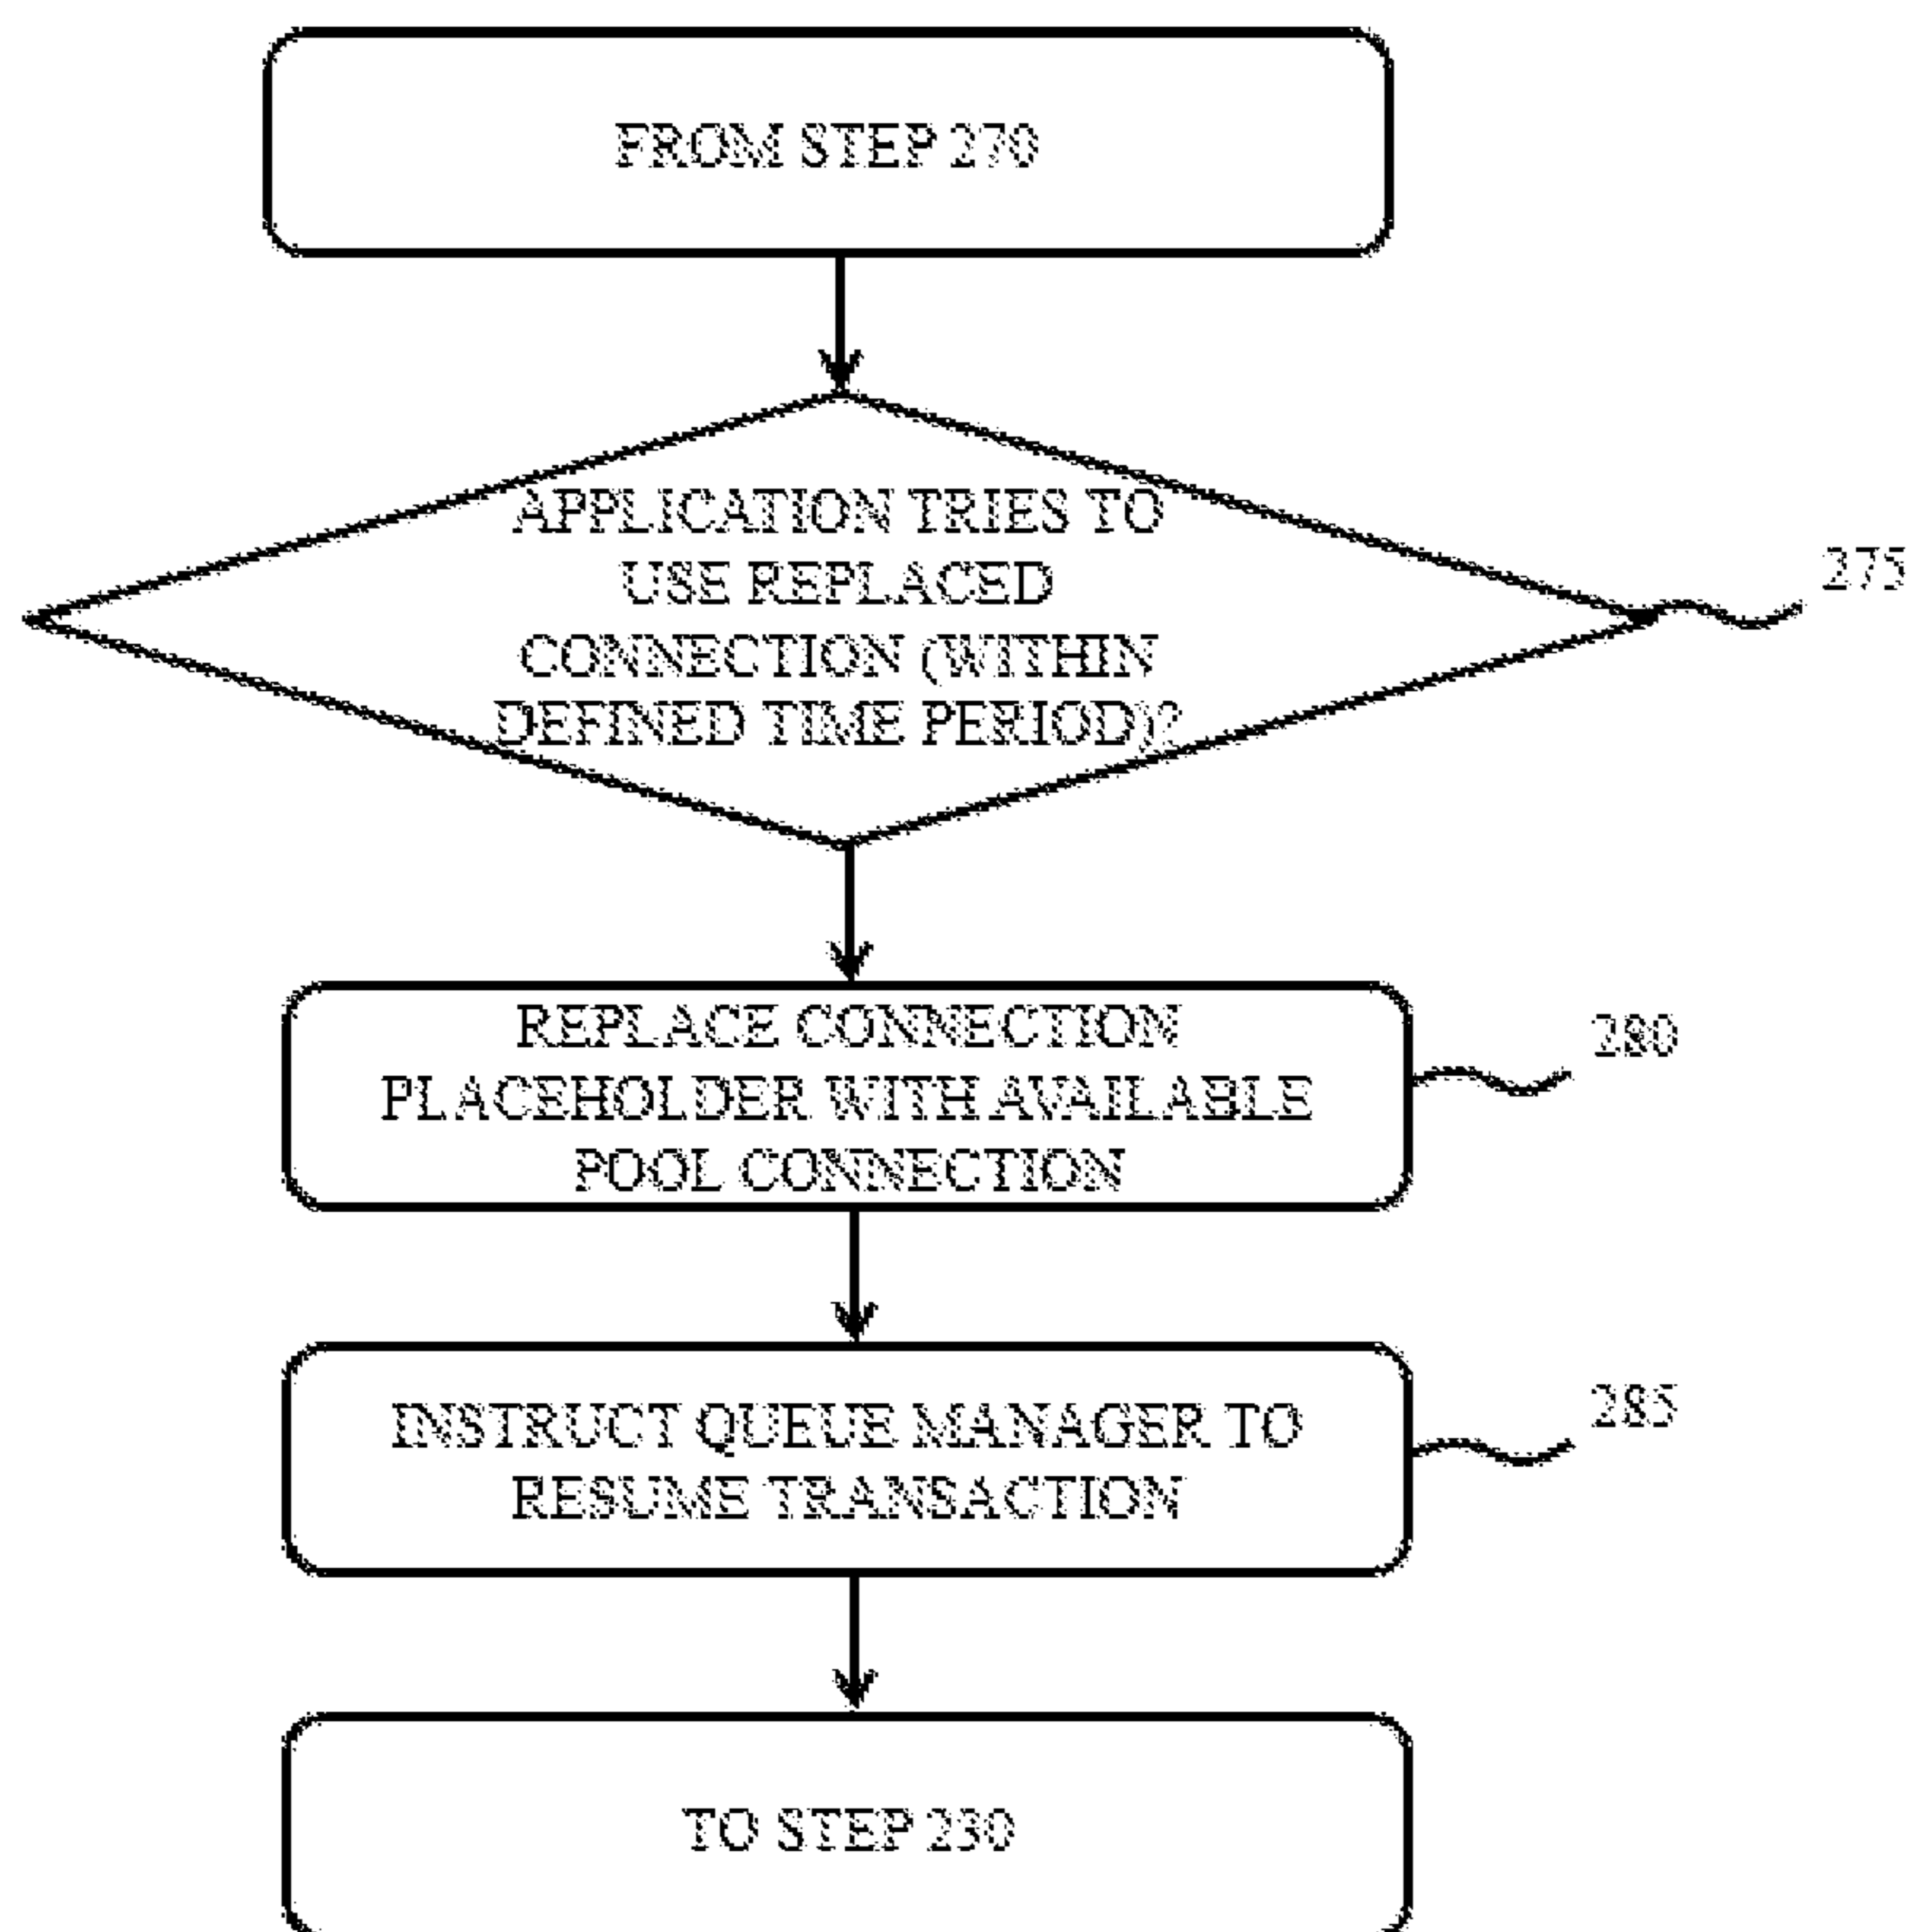 FROM STEP 270
APPLICATION TRIES TO
USE REPLACED
CONNECTION (WITHIN
DEFINED TIME PERIOD)?
275
REPLACE CONNECTION
PLACEHOLDER WITH AVAILABLE
POOL CONNECTION
280
INSTRUCT QUEUE MANAGER TO
RESUME TRANSACTION
285
TO STEP 230